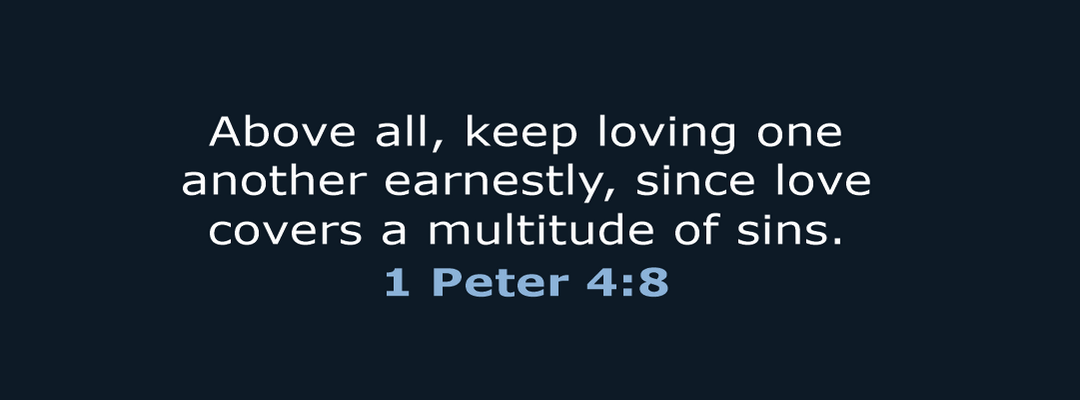 Above all, keep loving one
another earnestly, since love
covers a multitude of sins.
1 Peter 4:8